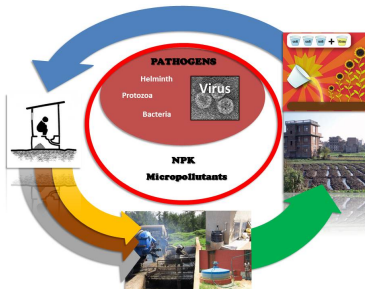 PATHOGENS
Helminth
Protozoa
Virus
Bacteria
NPK
Micropollutants